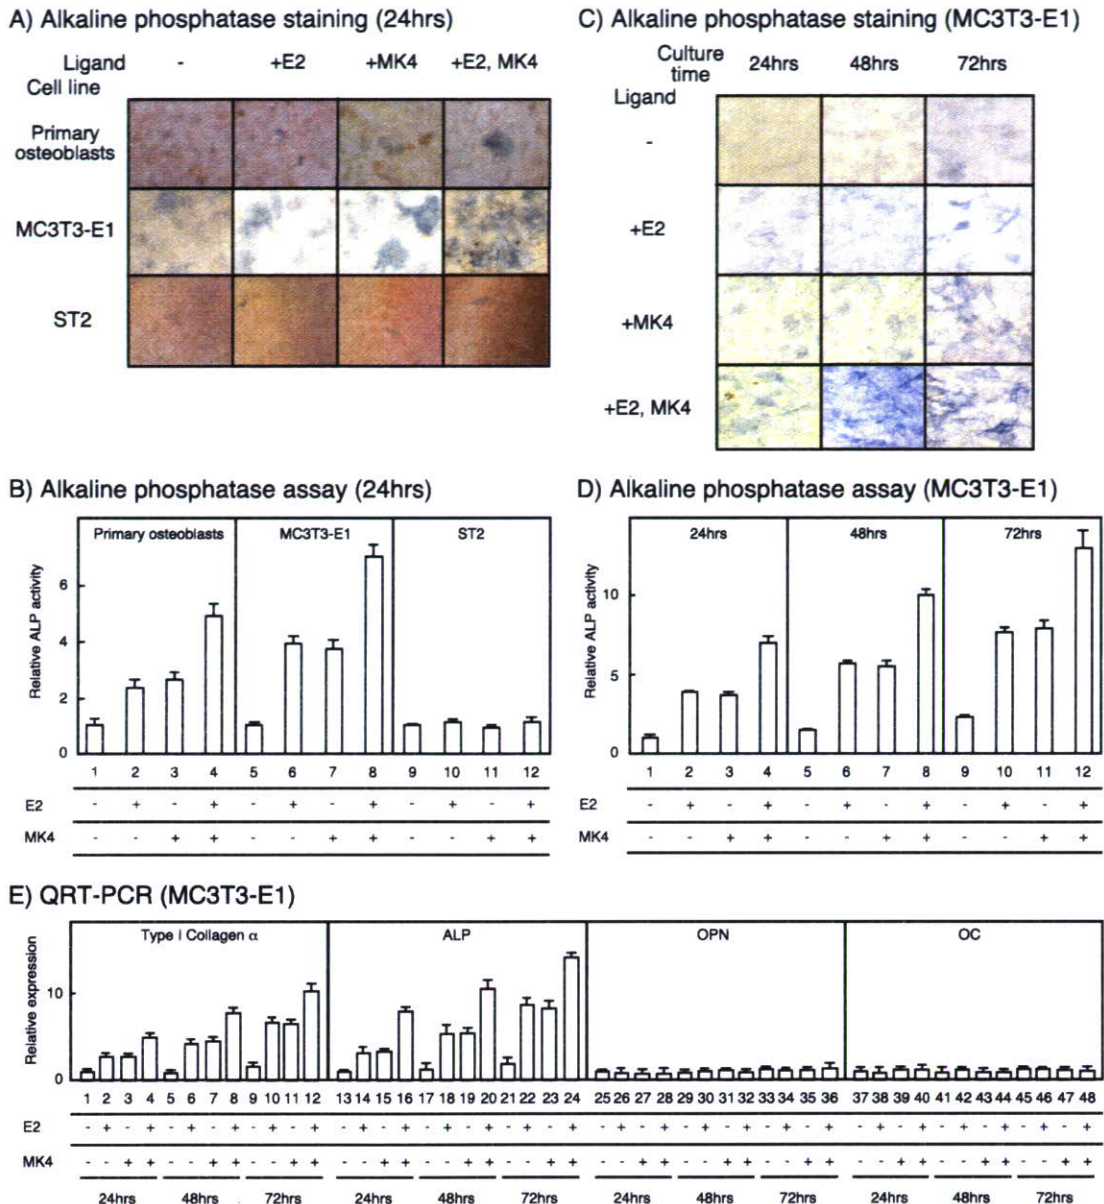 A) Alkaline phosphatase staining (24hrs)
Ligand - +E2 +MK4 +E2, MK4
Cell line
Primary
osteoblasts
MC3T3-E1
ST2
C) Alkaline phosphatase staining (MC3T3-E1)
Culture
time 24hrs 48hrs 72hrs
Ligand
-
+E2
+MK4
+E2, MK4
B) Alkaline phosphatase assay (24hrs)
Primary osteoblasts MC3T3-E1 ST2
Relative ALP activity
6
4
2
0
1 2 3 4 5 6 7 8 9 10 11 12
E2 - + - + - + - + - + - +
MK4 - - + + - - + + - - + +
D) Alkaline phosphatase assay (MC3T3-E1)
24hrs 48hrs 72hrs
Relative ALP activity
10
5
0
1 2 3 4 5 6 7 8 9 10 11 12
E2 - + - + - + - + - + - +
MK4 - - + + - - + + - - + +
E) QRT-PCR (MC3T3-E1)
Type I Collagen α ALP OPN OC
Relative expression
10
0
1 2 3 4 5 6 7 8 9 10 11 12 13 14 15 16 17 18 19 20 21 22 23 24 25 26 27 28 29 30 31 32 33 34 35 36 37 38 39 40 41 42 43 44 45 46 47 48
E2 - + - + - + - + - + - + - + - + - + - + - + - + - + - + - + - + - + - + - + - + - + - + - + - +
MK4 - - + + - - + + - - + + - - + + - - + + - - + + - - + + - - + + - - + + - - + + - - + + - - + +
24hrs 48hrs 72hrs 24hrs 48hrs 72hrs 24hrs 48hrs 72hrs 24hrs 48hrs 72hrs